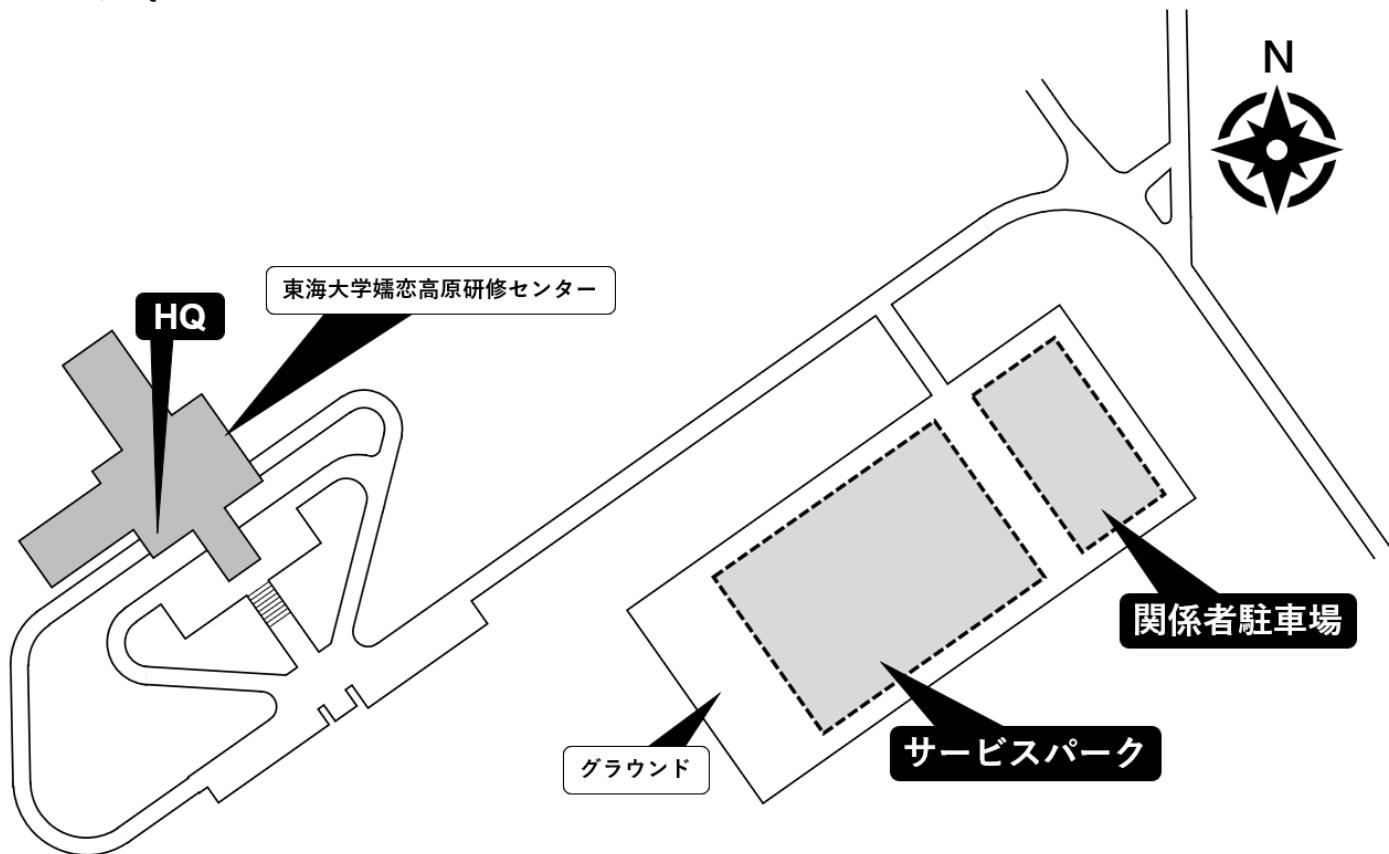 N
東海大学嬬恋高原研修センター
HQ
関係者駐車場
サービスパーク
グラウンド